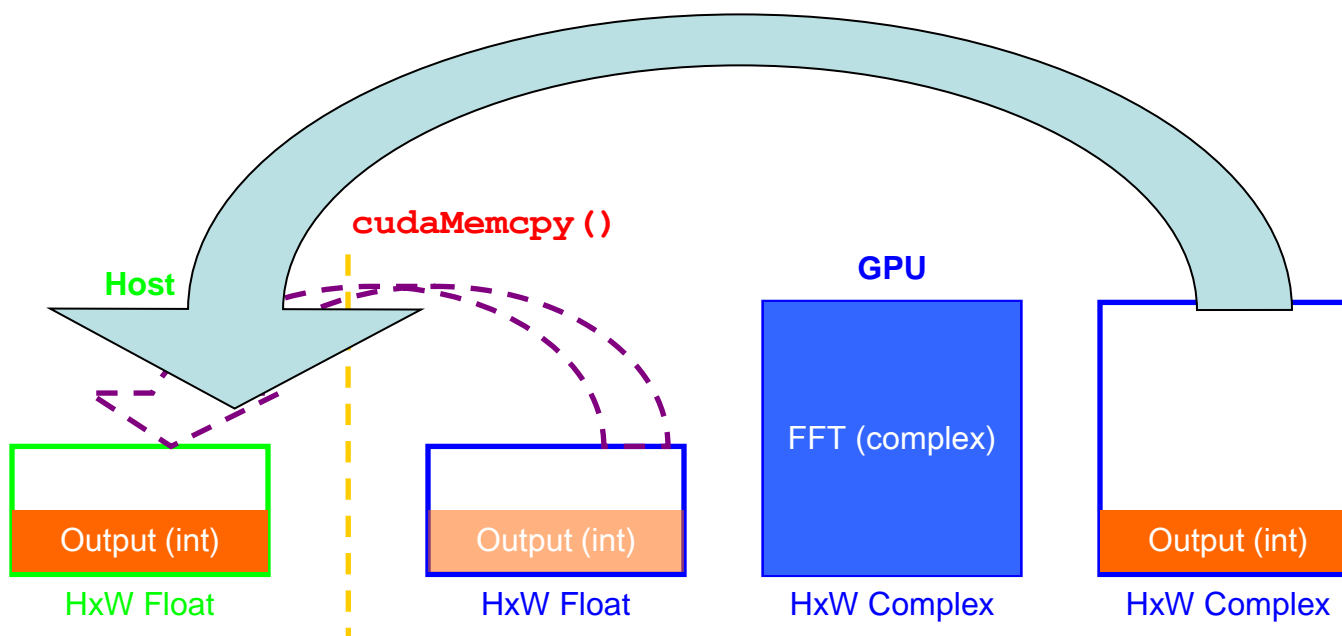 cudaMemcpy()
Host
GPU
FFT (complex)
Output (int)
Output (int)
Output (int)
HxW Float
HxW Float
HxW Complex
HxW Complex